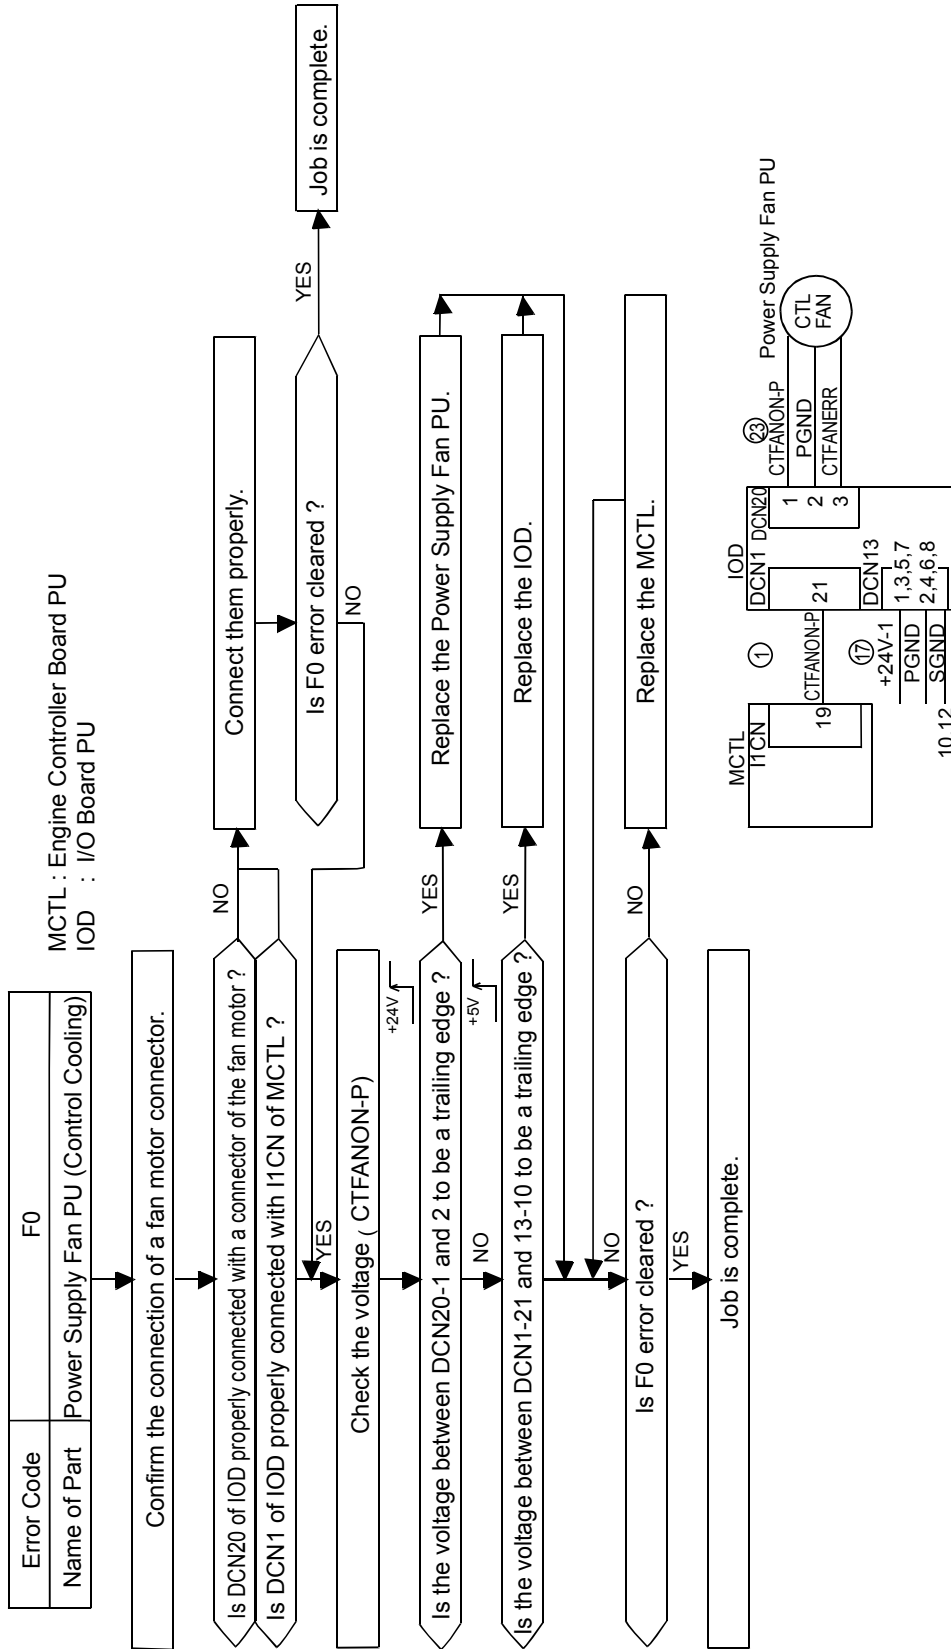 Error Code
F0
Name of Part
Power Supply Fan PU (Control Cooling)
MCTL : Engine Controller Board PU
IOD : I/O Board PU
Confirm the connection of a fan motor connector.
Is DCN20 of IOD properly connected with a connector of the fan motor ?
Is DCN1 of IOD properly connected with I1CN of MCTL ?
NO
Connect them properly.
Is F0 error cleared ?
YES
Job is complete.
NO
YES
Check the voltage ( CTFANON-P)
+24V
Is the voltage between DCN20-1 and 2 to be a trailing edge ?
YES
Replace the Power Supply Fan PU.
NO
+5V
Is the voltage between DCN1-21 and 13-10 to be a trailing edge ?
YES
Replace the IOD.
NO
Is F0 error cleared ?
NO
Replace the MCTL.
YES
Job is complete.
MCTL
I1CN
19
1
CTFANON-P
IOD
DCN1
DCN20
21
DCN13
17
+24V-1
1,3,5,7
PGND
2,4,6,8
SGND
10,12
1
2
3
23
CTFANON-P
PGND
CTFANERR
Power Supply Fan PU
CTL
FAN